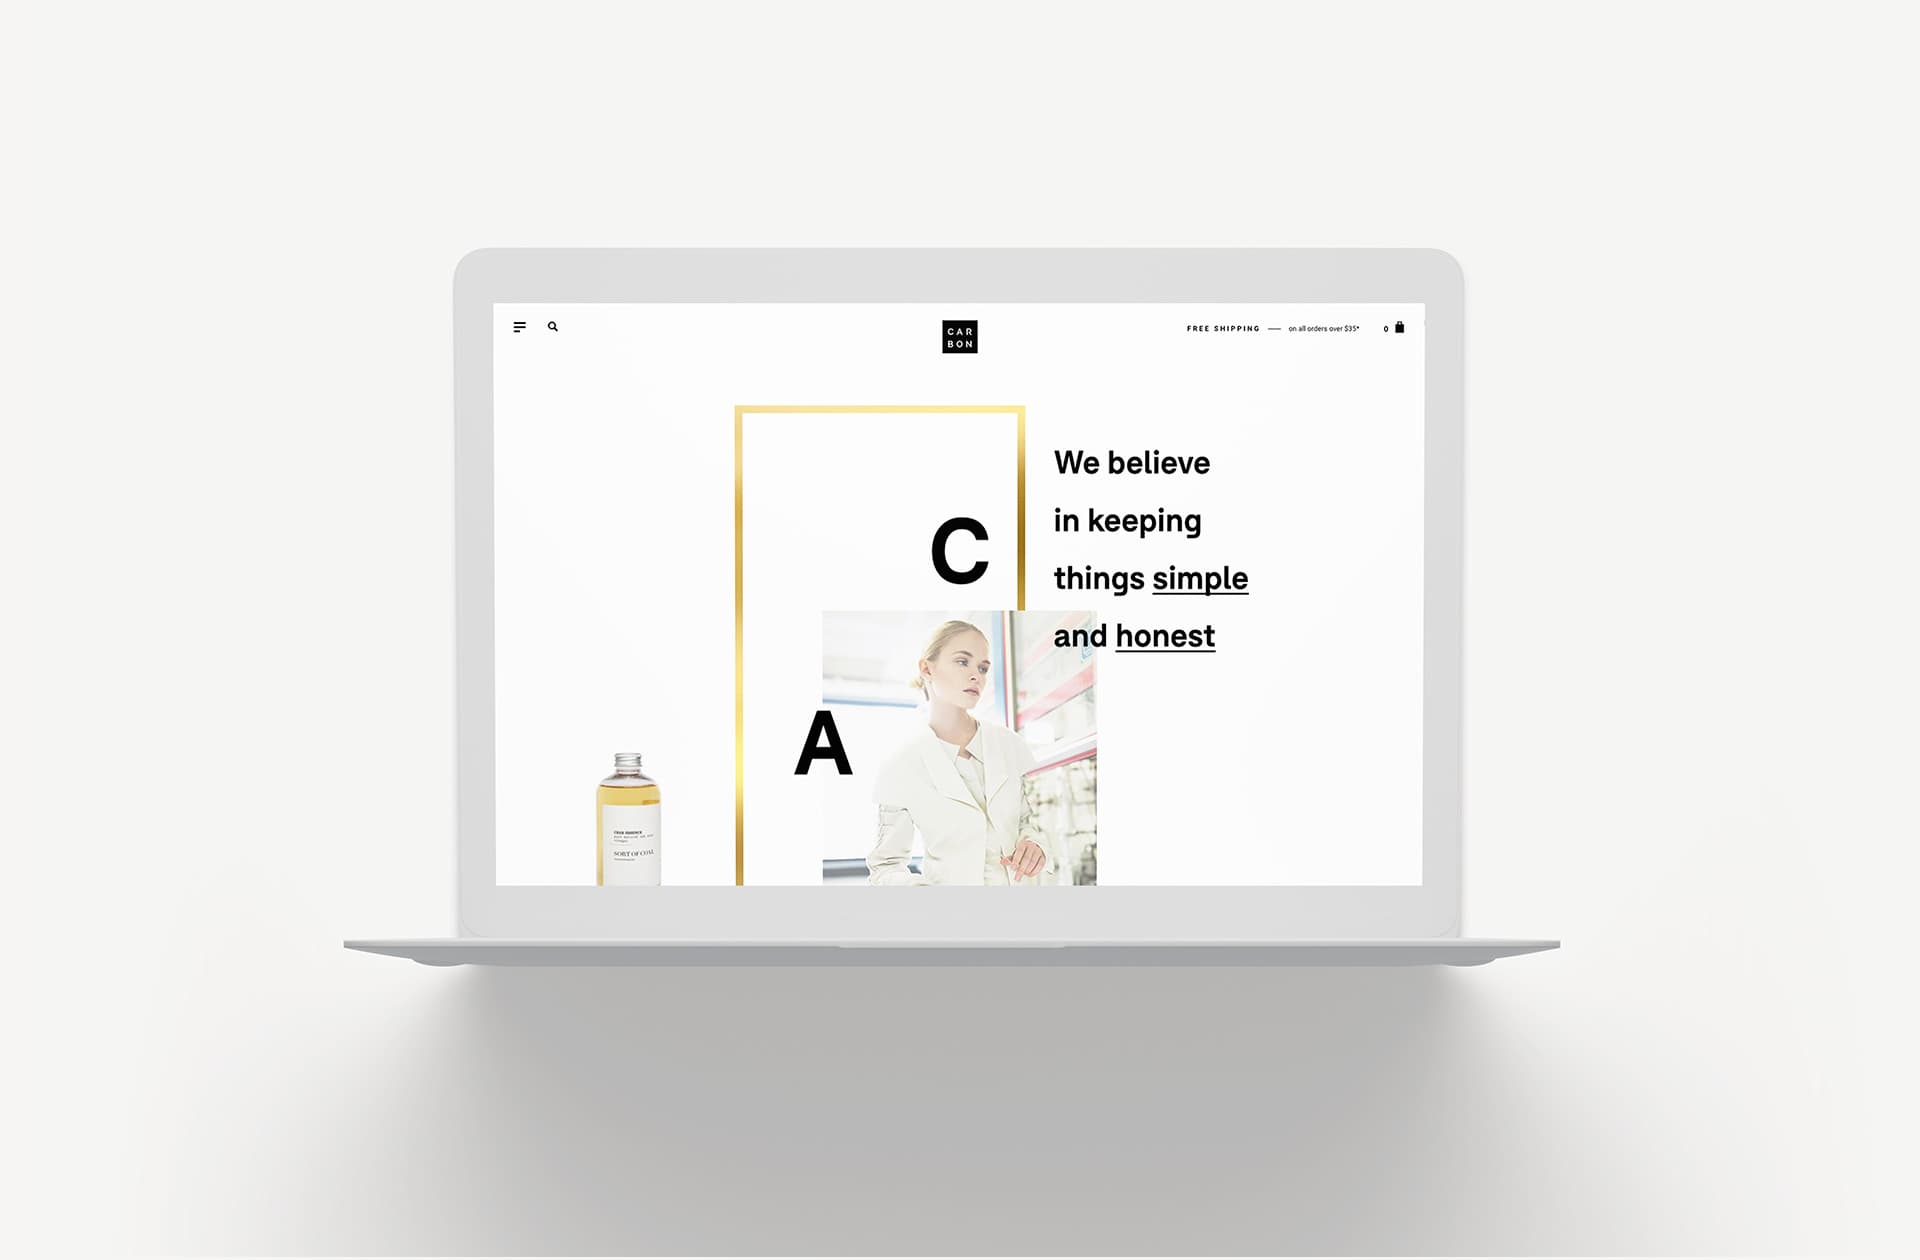 CAR
BON
FREE SHIPPING — on all orders over $35*
0
We believe
in keeping
things simple
and honest
C
A
SORT OF COAL